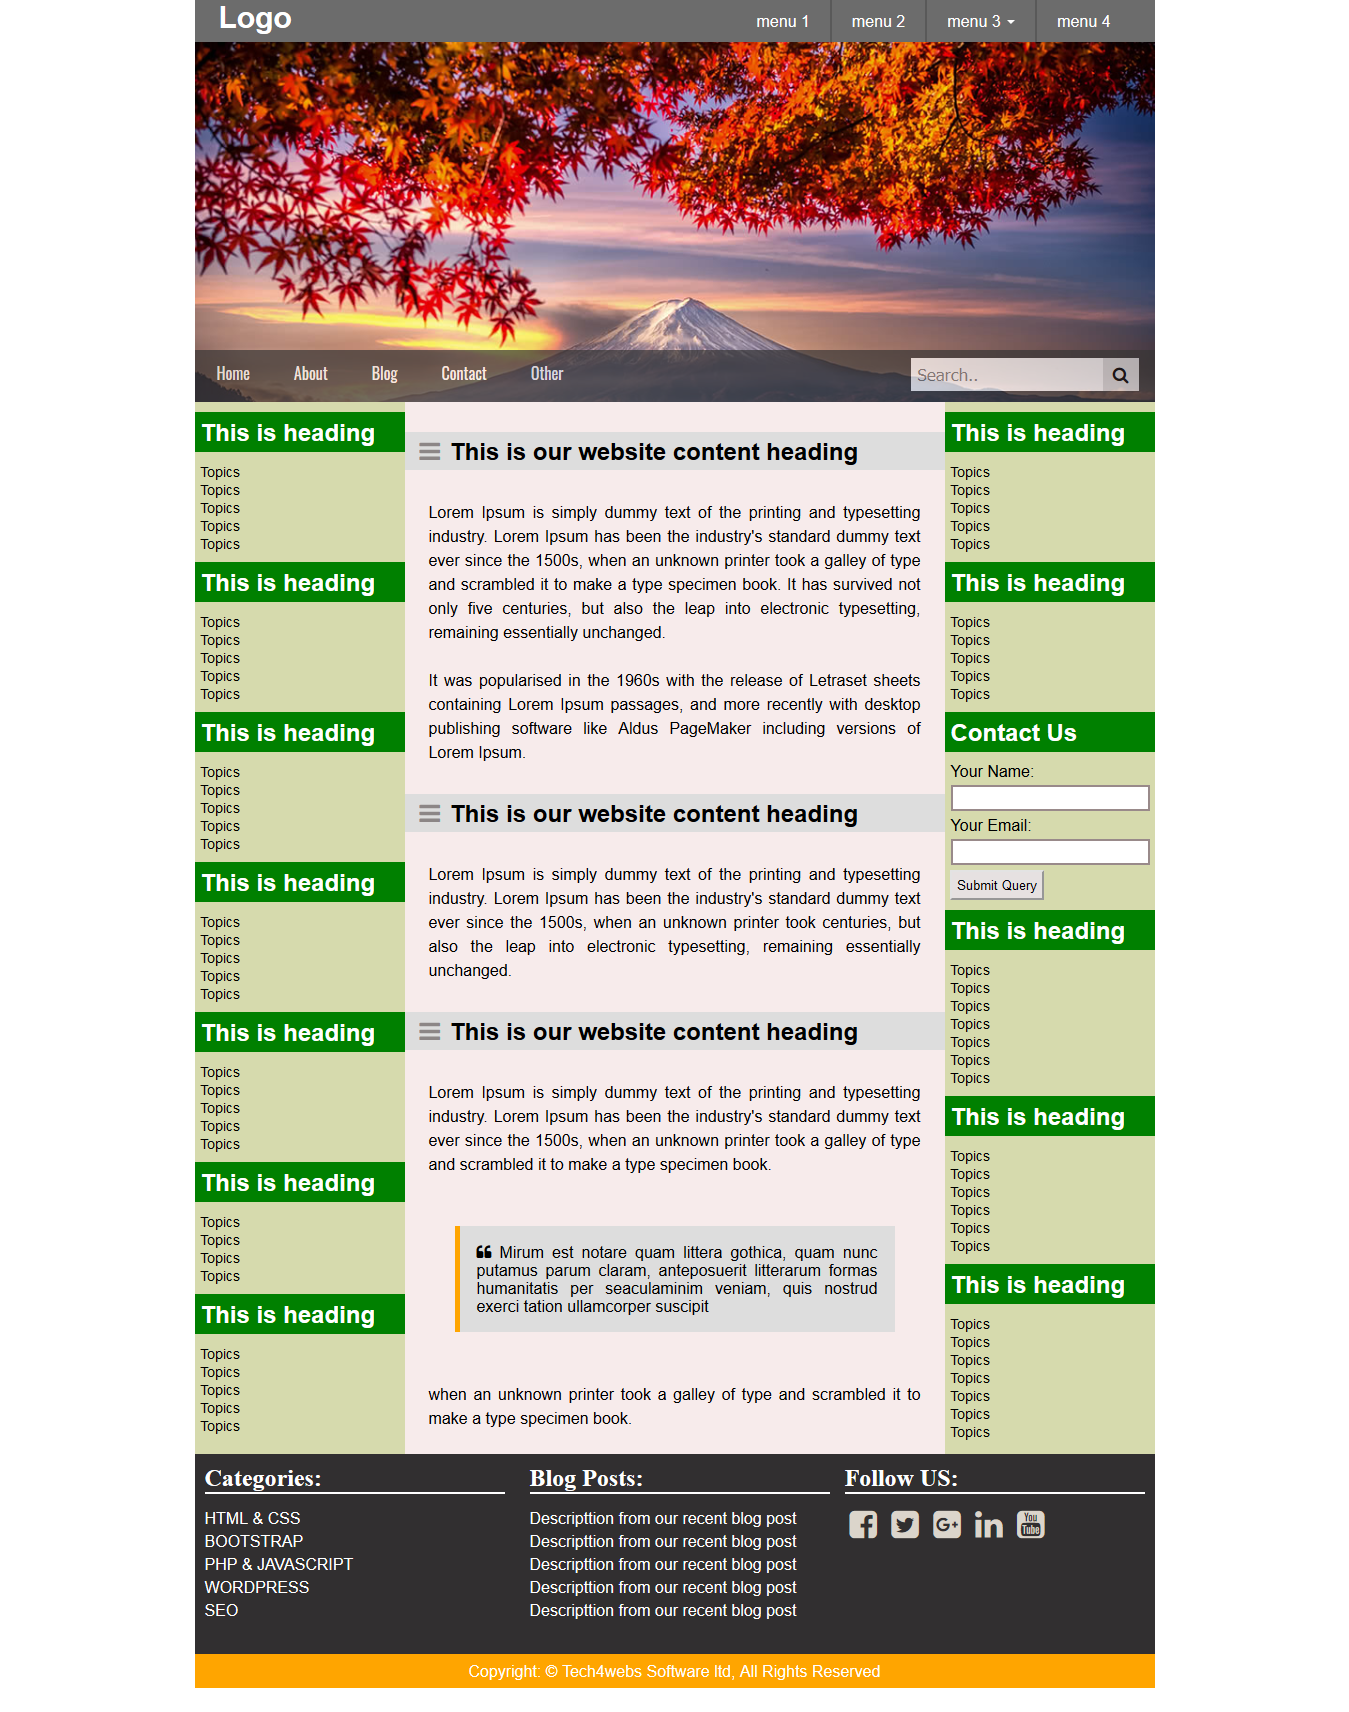 Logo
menu 1
menu 2
menu 3
menu 4
Home
About
Blog
Contact
Other
Search..
This is heading
Topics
Topics
Topics
Topics
Topics
This is heading
Topics
Topics
Topics
Topics
Topics
This is heading
Topics
Topics
Topics
Topics
Topics
This is heading
Topics
Topics
Topics
Topics
Topics
This is heading
Topics
Topics
Topics
Topics
Topics
This is heading
Topics
Topics
Topics
Topics
This is heading
Topics
Topics
Topics
Topics
Topics
This is our website content heading
Lorem Ipsum is simply dummy text of the printing and typesetting
industry. Lorem Ipsum has been the industry's standard dummy text
ever since the 1500s, when an unknown printer took a galley of type
and scrambled it to make a type specimen book. It has survived not
only five centuries, but also the leap into electronic typesetting,
remaining essentially unchanged.
It was popularised in the 1960s with the release of Letraset sheets
containing Lorem Ipsum passages, and more recently with desktop
publishing software like Aldus PageMaker including versions of
Lorem Ipsum.
This is our website content heading
Lorem Ipsum is simply dummy text of the printing and typesetting
industry. Lorem Ipsum has been the industry's standard dummy text
ever since the 1500s, when an unknown printer took centuries, but
also the leap into electronic typesetting, remaining essentially
unchanged.
This is our website content heading
Lorem Ipsum is simply dummy text of the printing and typesetting
industry. Lorem Ipsum has been the industry's standard dummy text
ever since the 1500s, when an unknown printer took a galley of type
and scrambled it to make a type specimen book.
❝ Mirum est notare quam littera gothica, quam nunc
putamus parum claram, anteposuerit litterarum formas
humanitatis per seaculaminim veniam, quis nostrud
exerci tation ullamcorper suscipit
when an unknown printer took a galley of type and scrambled it to
make a type specimen book.
This is heading
Topics
Topics
Topics
Topics
Topics
This is heading
Topics
Topics
Topics
Topics
Topics
Contact Us
Your Name:
Your Email:
Submit Query
This is heading
Topics
Topics
Topics
Topics
Topics
Topics
Topics
This is heading
Topics
Topics
Topics
Topics
Topics
Topics
This is heading
Topics
Topics
Topics
Topics
Topics
Topics
Topics
Categories:
HTML & CSS
BOOTSTRAP
PHP & JAVASCRIPT
WORDPRESS
SEO
Blog Posts:
Descripttion from our recent blog post
Descripttion from our recent blog post
Descripttion from our recent blog post
Descripttion from our recent blog post
Descripttion from our recent blog post
Follow US:
You
Tube
Copyright: © Tech4webs Software ltd, All Rights Reserved